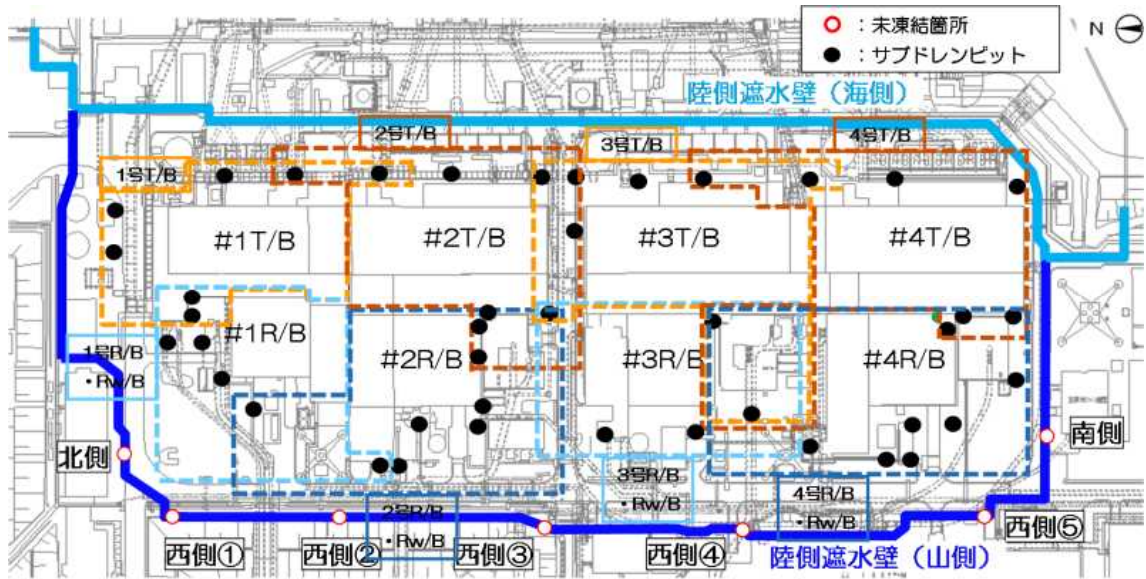 ○：未凍結箇所
●：サブドレンピット
N
陸側遮水壁（海側）
2号T/B
3号T/B
4号T/B
1号T/B
#1T/B
#2T/B
#3T/B
#4T/B
#1R/B
#2R/B
#3R/B
#4R/B
1号R/B
・Rw/B
北側
南側
3号R/B
・Rw/B
4号R/B
・Rw/B
2号R/B
・Rw/B
西側①
西側②
西側③
西側④
西側⑤
陸側遮水壁（山側）